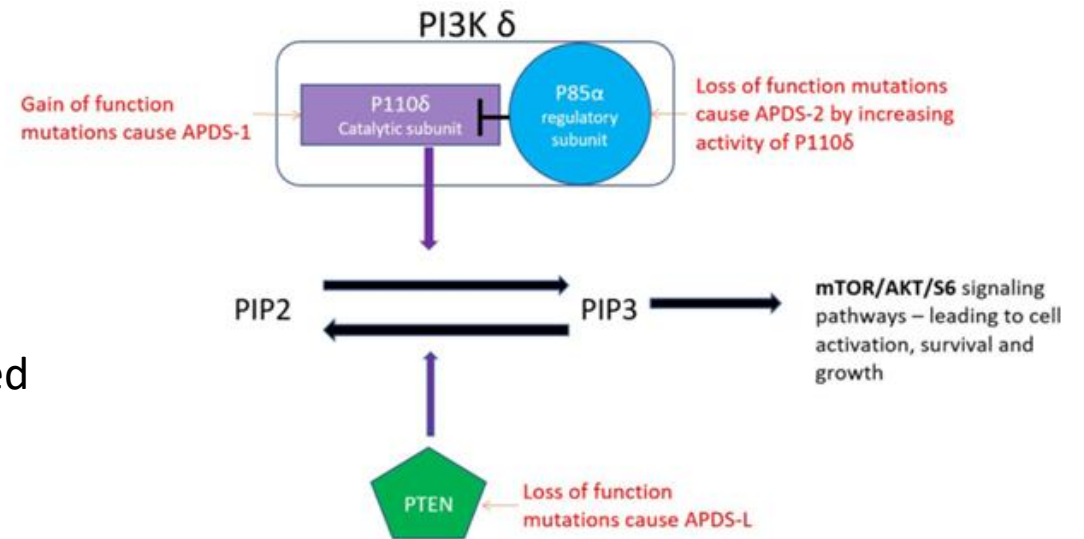 PI3K δ
Gain of function
mutations cause APDS-1
P110δ
Catalytic subunit
P85α
regulatory
subunit
Loss of function mutations
cause APDS-2 by increasing
activity of P110δ
PIP2
PIP3
mTOR/AKT/S6 signaling
pathways – leading to cell
activation, survival and
growth
ed
PTEN
Loss of function
mutations cause APDS-L